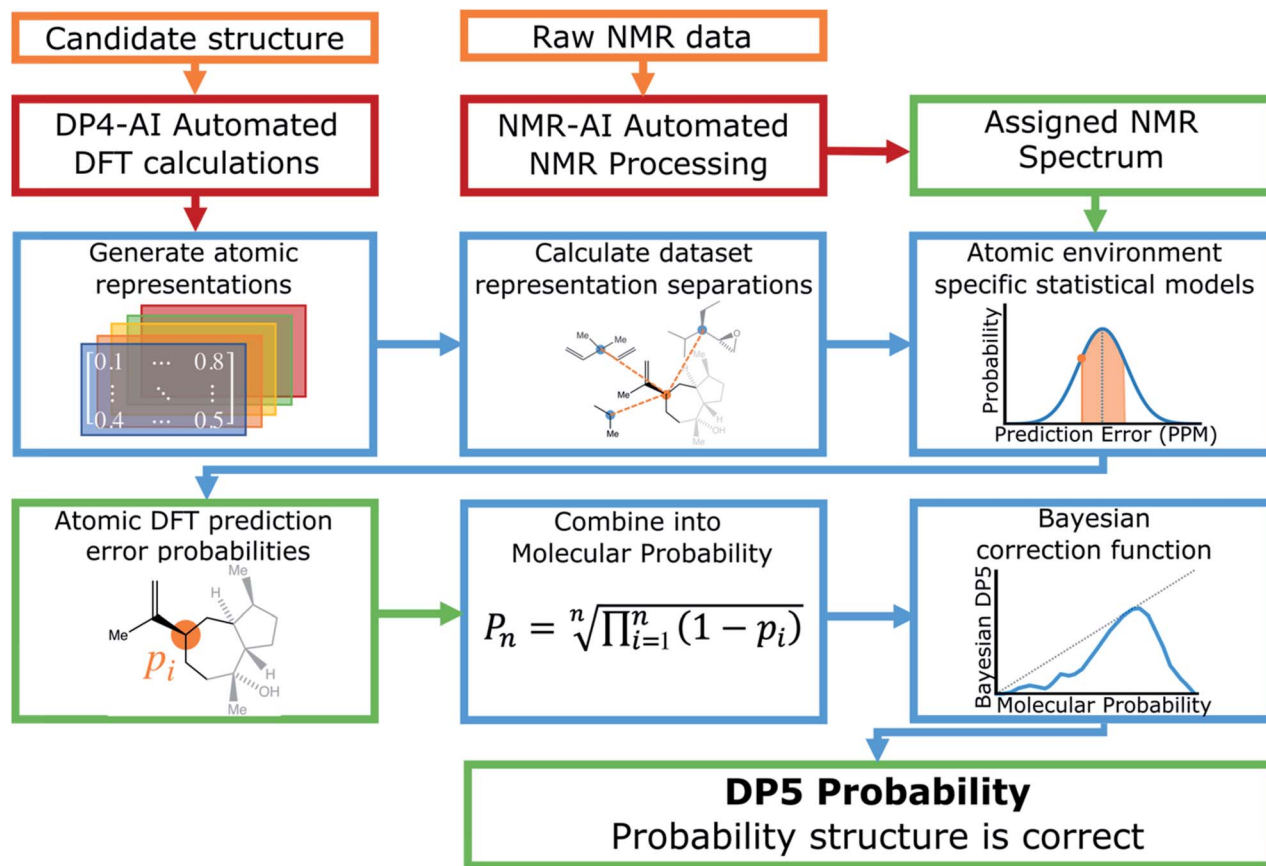 Candidate structure
Raw NMR data
DP4-AI Automated
DFT calculations
NMR-AI Automated
NMR Processing
Assigned NMR
Spectrum
Generate atomic
representations
[0.1 ... 0.8]
[0.4 ... 0.5]
Calculate dataset
representation separations
Me
Me
Me
O
Me
H
H
OH
Me
Me
Atomic environment
specific statistical models
Probability
Prediction Error (PPM)
Atomic DFT prediction
error probabilities
Me
H
Me
p_i
H
OH
Me
Combine into
Molecular Probability
P_n = ⁿ√∏ⁿᵢ₌₁ (1 − p_i)
Bayesian
correction function
Bayesian DP5
Molecular Probability
DP5 Probability
Probability structure is correct